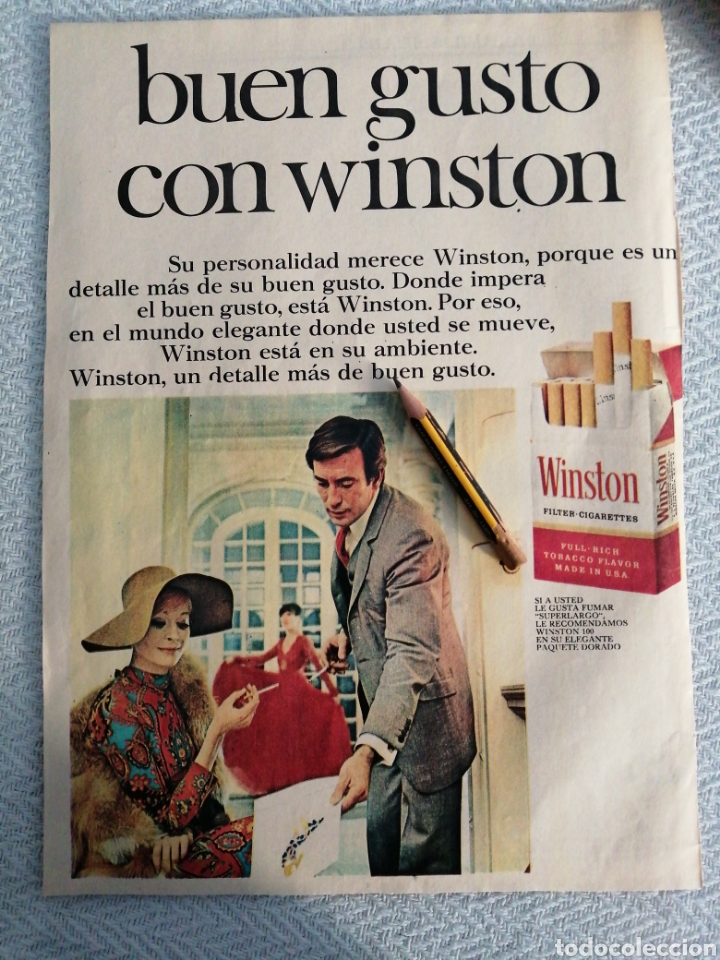 buen gusto
con winston
Su personalidad merece Winston, porque es un
detalle más de su buen gusto. Donde impera
el buen gusto, está Winston. Por eso,
en el mundo elegante donde usted se mueve,
Winston está en su ambiente.
Winston, un detalle más de buen gusto.
Winston
FILTER-CIGARETTES
FULL-RICH
TOBACCO FLAVOR
MADE IN U.S.A.
Winston
SI A USTED
LE GUSTA FUMAR
"SUPERLARGO",
LE RECOMENDAMOS
WINSTON 100
EN SU ELEGANTE
PAQUETE DORADO
todocoleccion